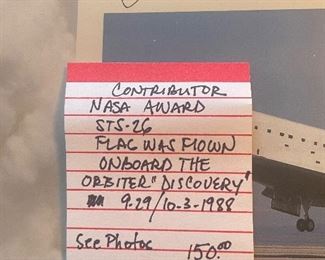 CONTRIBUTOR
NASA AWARD
STS-26
FLAG WAS FLOWN
ONBOARD THE
ORBITER "DISCOVERY"
9-29/10-3-1988
See Photos 150.00